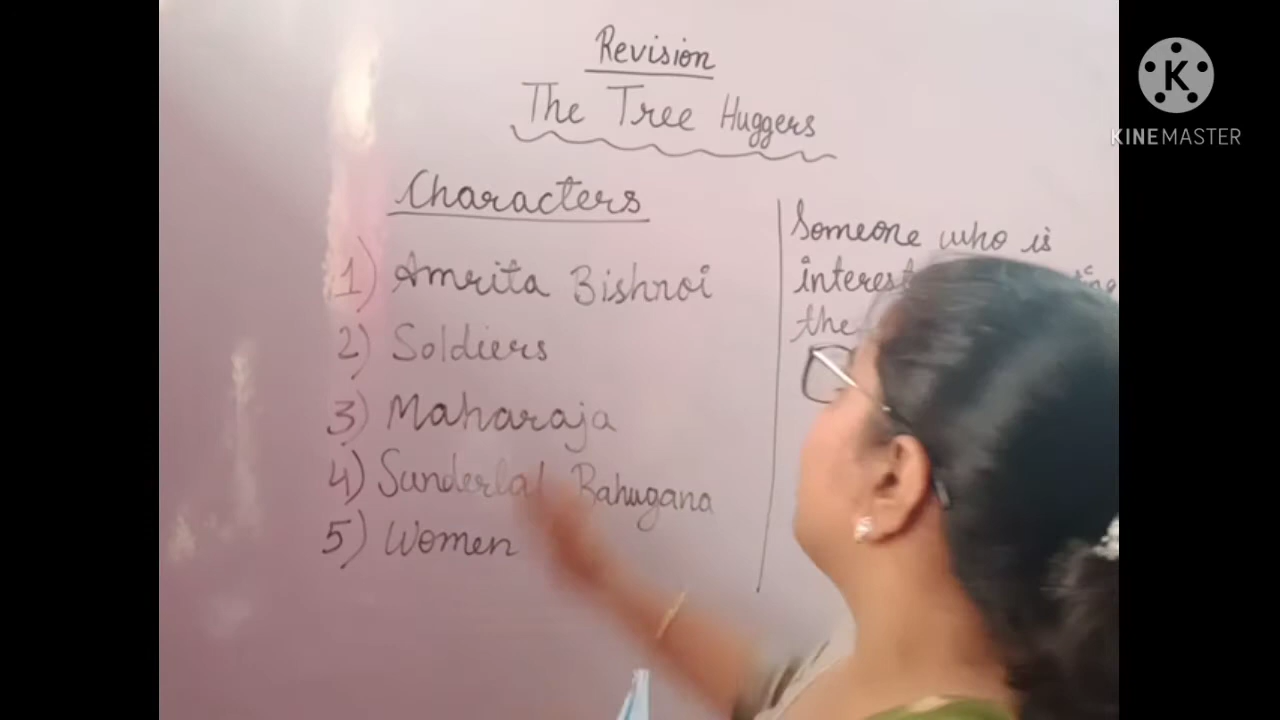 Revision
The Tree Huggers
Characters
1) Amrita Bishnoi
2) Soldiers
3) Maharaja
4) Sunderlal Bahugana
5) Women
Someone who is
the
K
KINEMASTER